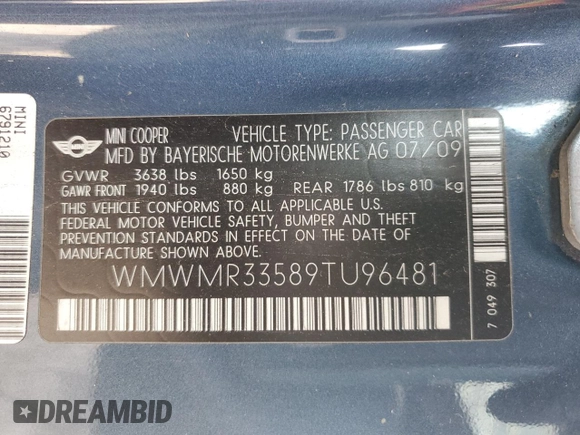 MINI COOPER VEHICLE TYPE: PASSENGER CAR
MFD BY BAYERISCHE MOTORENWERKE AG 07/09
GVWR 3638 lbs 1650 kg
GAWR FRONT 1940 lbs 880 kg REAR 1786 lbs 810 kg
THIS VEHICLE CONFORMS TO ALL APPLICABLE U.S.
FEDERAL MOTOR VEHICLE SAFETY, BUMPER AND THEFT
PREVENTION STANDARDS IN EFFECT ON THE DATE OF
MANUFACTURE SHOWN ABOVE.
WMWMR33589TU96481
7 049 307
MINI
6791210
DREAMBID